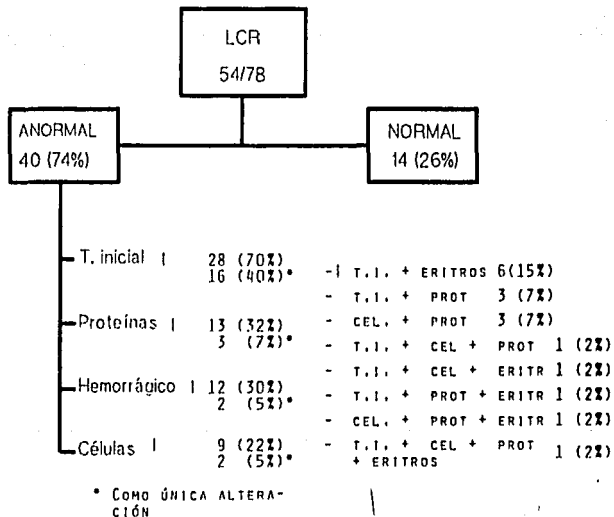 LCR
54/78
ANORMAL
40 (74%)
NORMAL
14 (26%)
T. inicial 28 (70%)
16 (40%)*
Proteínas 13 (32%)
3 (7%)*
Hemorrágico 12 (30%)
2 (5%)*
Células 9 (22%)
2 (5%)*
- T.I. + ERITROS 6(15%)
- T.I. + PROT 3 (7%)
- CEL. + PROT 3 (7%)
- T.I. + CEL + PROT 1 (2%)
- T.I. + CEL + ERITR 1 (2%)
- T.I. + PROT + ERITR 1 (2%)
- CEL. + PROT + ERITR 1 (2%)
- T.I. + CEL + PROT
+ ERITROS 1 (2%)
* COMO ÚNICA ALTERA-
CIÓN